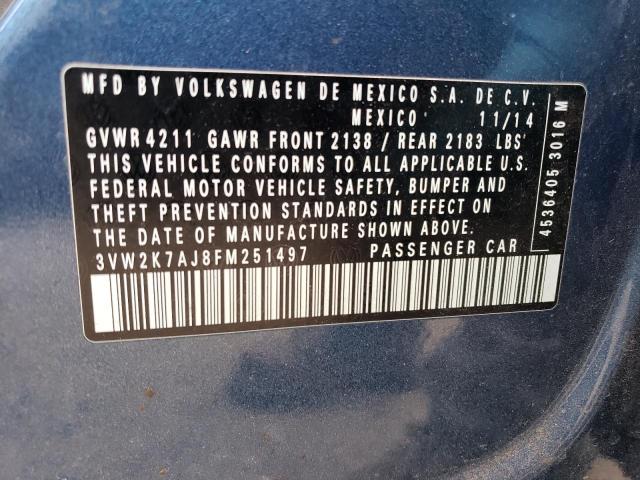 MFD BY VOLKSWAGEN DE MEXICO S.A. DE C.V.
MEXICO 11/14
GVWR 4211 GAWR FRONT 2138 / REAR 2183 LBS
THIS VEHICLE CONFORMS TO ALL APPLICABLE U.S.
FEDERAL MOTOR VEHICLE SAFETY, BUMPER AND
THEFT PREVENTION STANDARDS IN EFFECT ON
THE DATE OF MANUFACTURE SHOWN ABOVE.
3VW2K7AJ8FM251497 PASSENGER CAR
4536405 3016 M